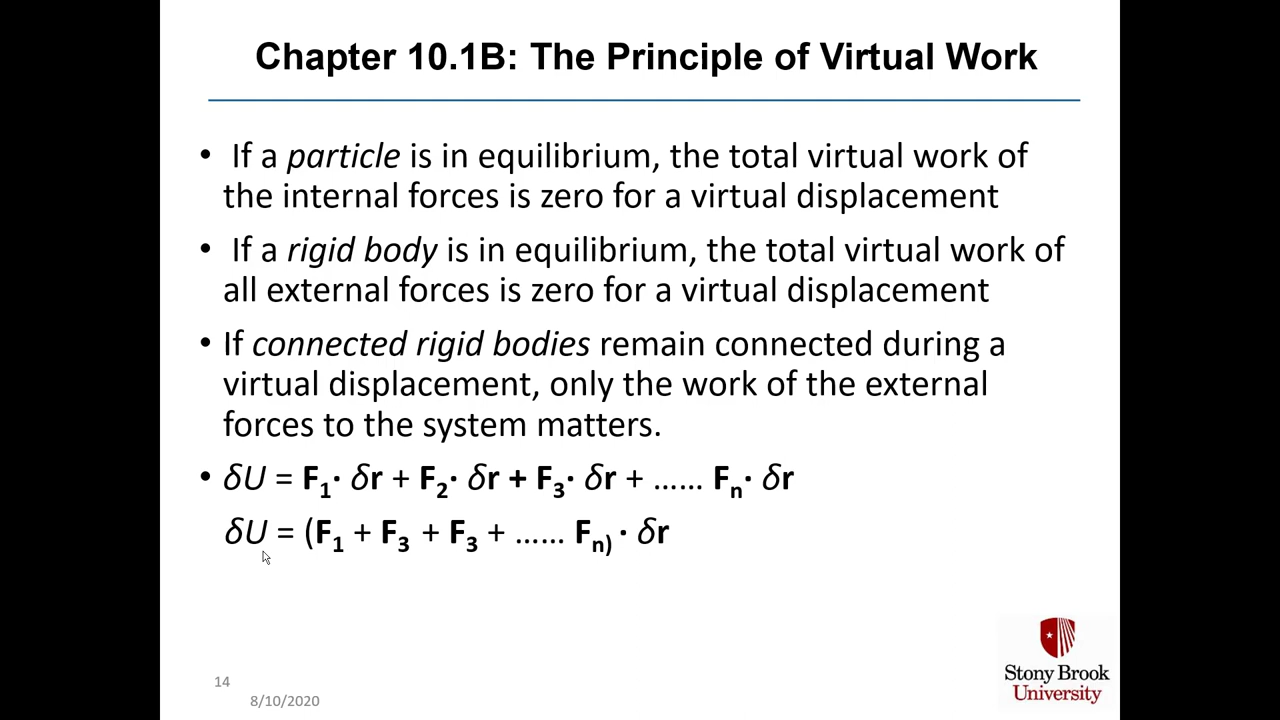 Chapter 10.1B: The Principle of Virtual Work
• If a particle is in equilibrium, the total virtual work of
the internal forces is zero for a virtual displacement
• If a rigid body is in equilibrium, the total virtual work of
all external forces is zero for a virtual displacement
• If connected rigid bodies remain connected during a
virtual displacement, only the work of the external
forces to the system matters.
• δU = F₁· δr + F₂· δr + F₃· δr + …… Fₙ· δr
δU = (F₁ + F₃ + F₃ + …… Fₙ₎ · δr
14
8/10/2020
Stony Brook
University